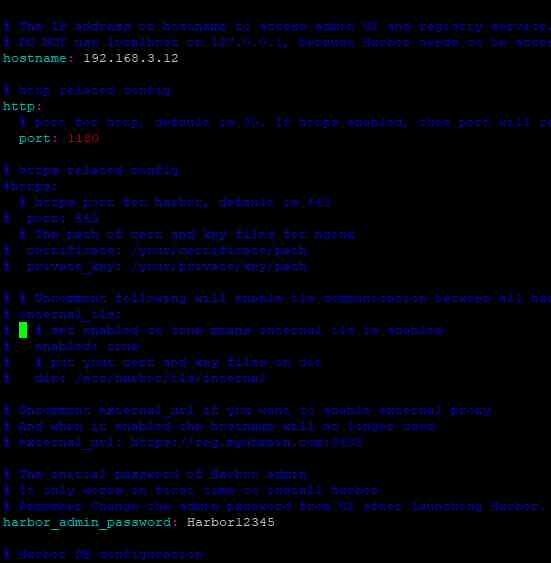 # The IP address or hostname to access admin UI and registry service.
# DO NOT use localhost or 127.0.0.1, because Harbor needs to be acce
hostname: 192.168.3.12
# http related config
http:
# port for http, default is 80. If https enabled, this port will re
port: 1180
# https related config
#https:
# https port for harbor, default is 443
# port: 443
# The path of cert and key files for nginx
# certificate: /your/certificate/path
# private_key: /your/private/key/path
# # Uncomment following will enable tls communication between all ha
# internal_tls:
# # set enabled to true means internal tls is enabled
# enabled: true
# # put your cert and key files on dir
# dir: /etc/harbor/tls/internal
# Uncomment external_url if you want to enable external proxy
# And when it enabled the hostname will no longer used
# external_url: https://reg.mydomain.com:8433
# The initial password of Harbor admin
# It only works in first time to install harbor
# Remember Change the admin password from UI after launching Harbor.
harbor_admin_password: Harbor12345
# Harbor DB configuration